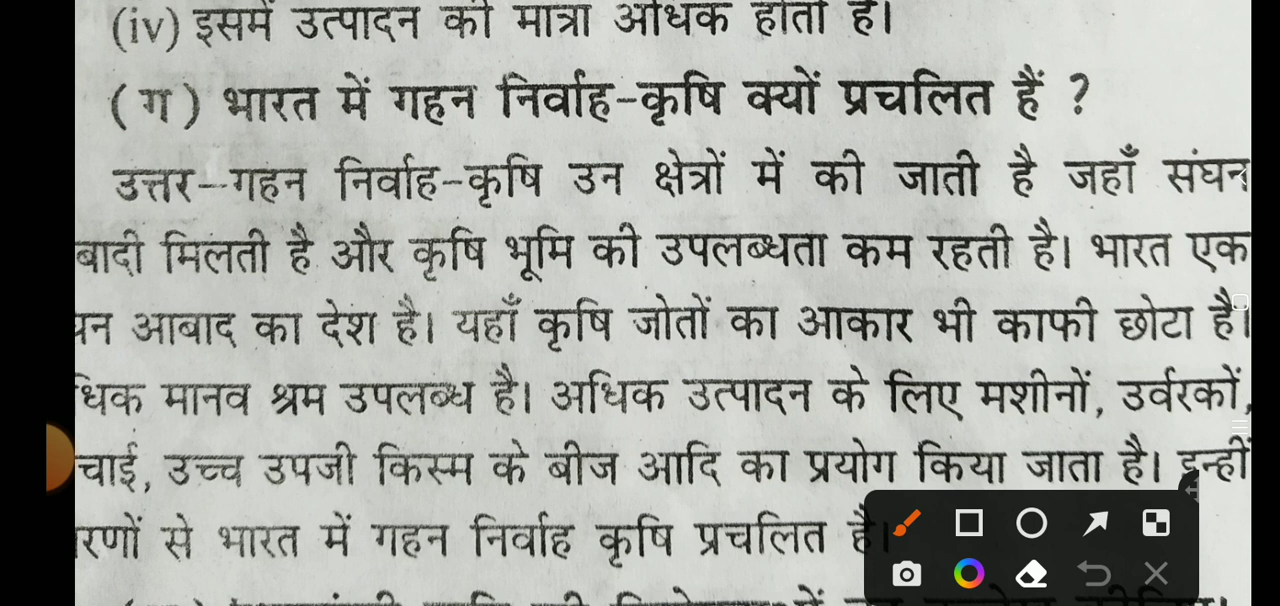 (iv) इसमें उत्पादन की मात्रा अधिक होती है।
(ग) भारत में गहन निर्वाह-कृषि क्यों प्रचलित हैं ?
उत्तर–गहन निर्वाह-कृषि उन क्षेत्रों में की जाती है जहाँ संघन
बादी मिलती है और कृषि भूमि की उपलब्धता कम रहती है। भारत एक
आबाद का देश है। यहाँ कृषि जोतों का आकार भी काफी छोटा है।
धिक मानव श्रम उपलब्ध है। अधिक उत्पादन के लिए मशीनों, उर्वरकों,
चाई, उच्च उपजी किस्म के बीज आदि का प्रयोग किया जाता है। इन्हीं
रणों से भारत में गहन निर्वाह कृषि प्रचलित है।